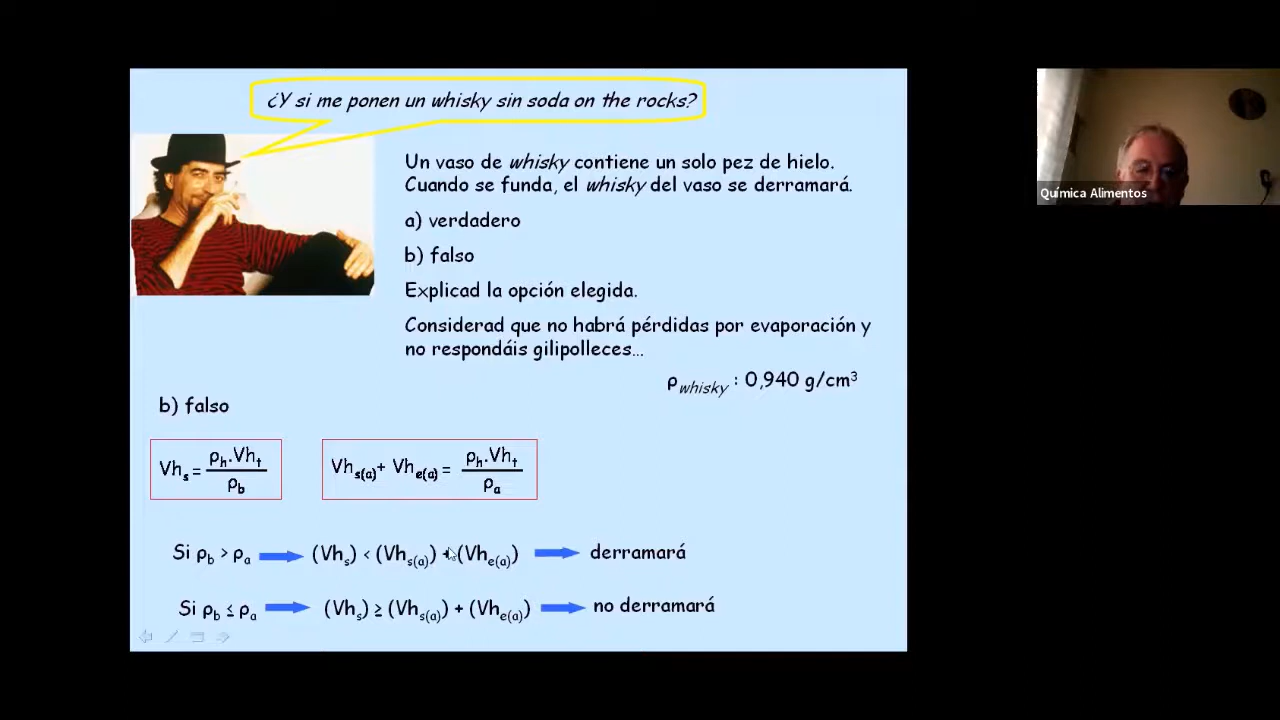 ¿Y si me ponen un whisky sin soda on the rocks?
Un vaso de whisky contiene un solo pez de hielo.
Cuando se funda, el whisky del vaso se derramará.
a) verdadero
b) falso
Explicad la opción elegida.
Considerad que no habrá pérdidas por evaporación y
no respondáis gilipolleces...
ρwhisky : 0,940 g/cm³
b) falso
Vhs = ρh.Vht / ρb
Vhs(a)+ Vhe(a) = ρh.Vht / ρa
Si ρb > ρa (Vhs) < (Vhs(a)) + (Vhe(a)) derramará
Si ρb ≤ ρa (Vhs) ≥ (Vhs(a)) + (Vhe(a)) no derramará
Química Alimentos